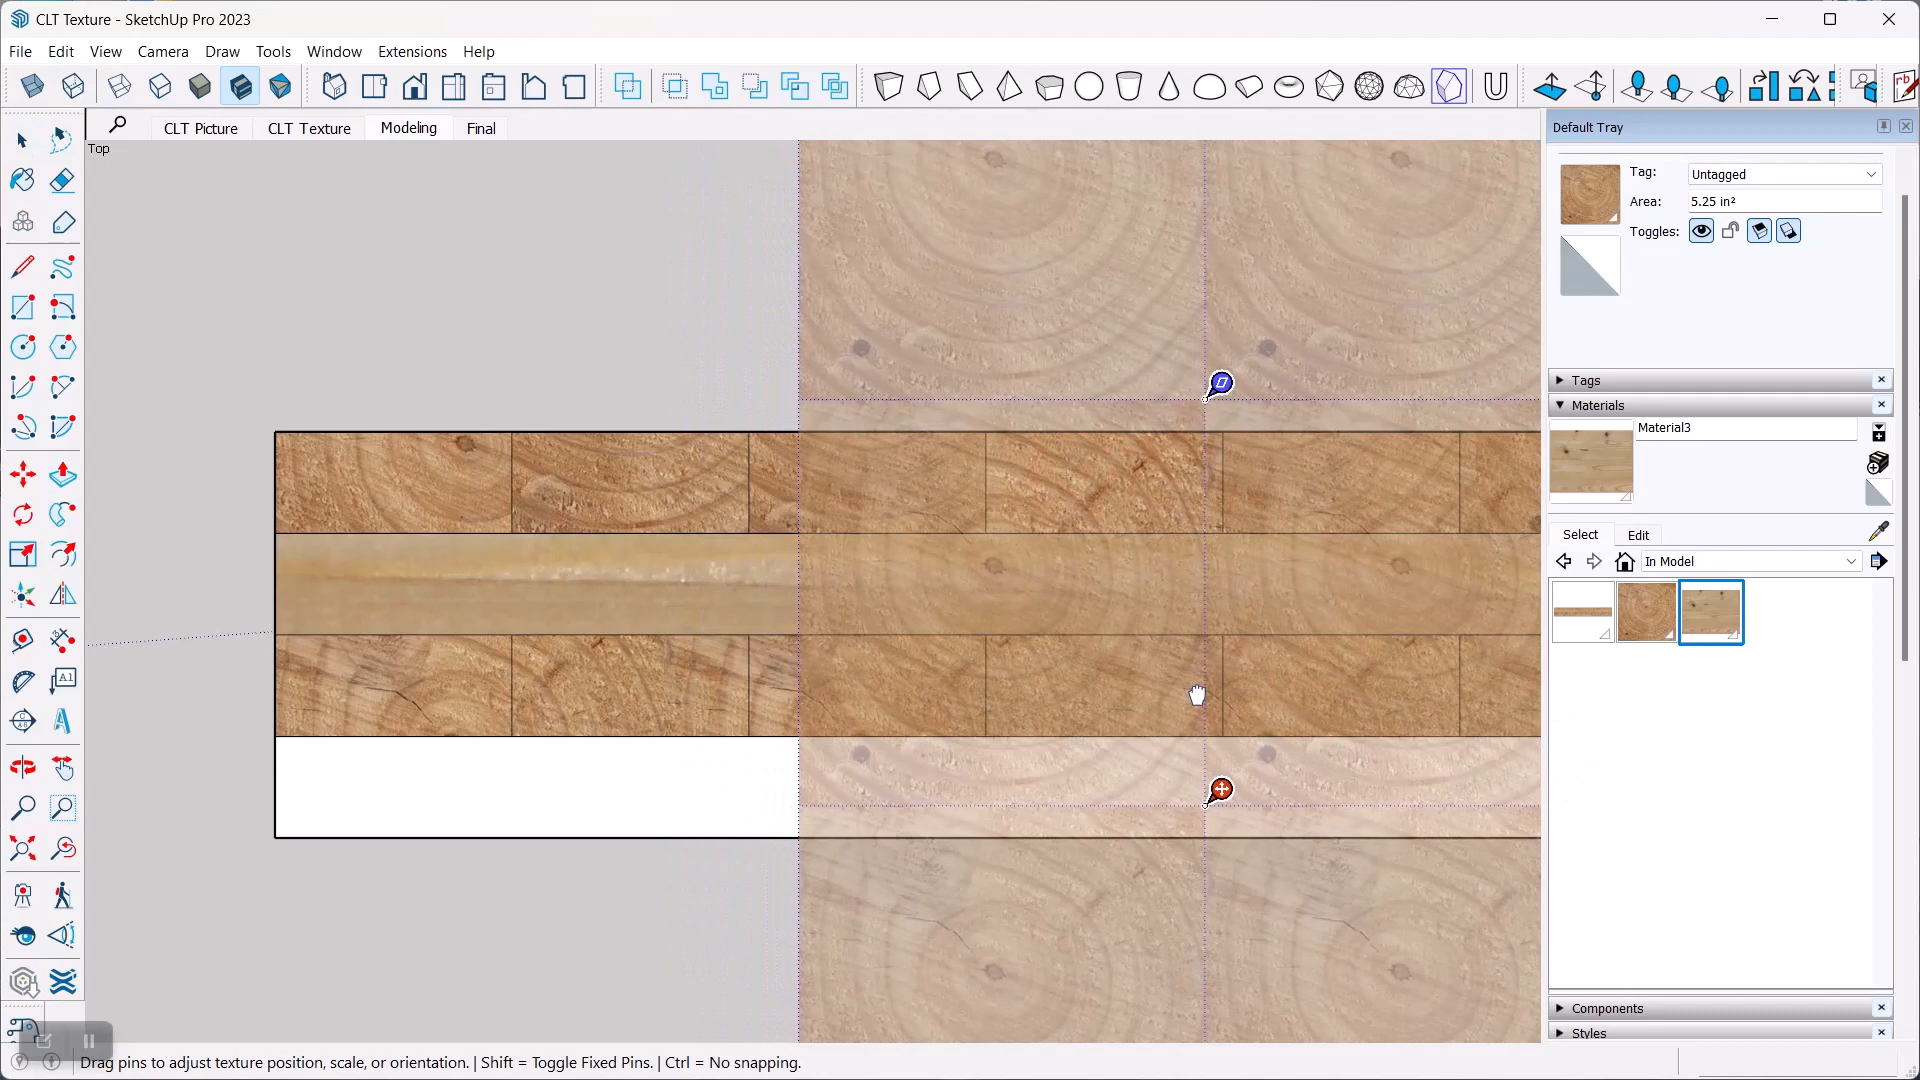 CLT Texture - SketchUp Pro 2023
File Edit View Camera Draw Tools Window Extensions Help
CLT Picture CLT Texture Modeling Final
Top
Default Tray
Tag: Untagged
Area: 5.25 in²
Toggles:
Tags
Materials
Material3
Select Edit
In Model
Components
Styles
Drag pins to adjust texture position, scale, or orientation. | Shift = Toggle Fixed Pins. | Ctrl = No snapping.